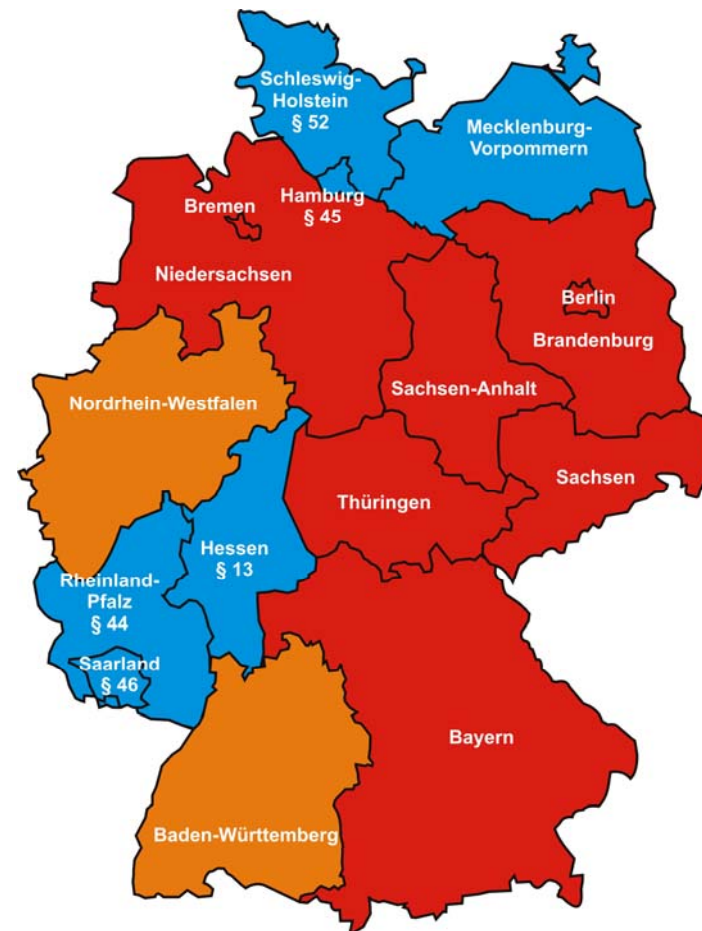 Schleswig-
Holstein
§ 52
Mecklenburg-
Vorpommern
Hamburg
§ 45
Bremen
Niedersachsen
Berlin
Brandenburg
Sachsen-Anhalt
Nordrhein-Westfalen
Sachsen
Thüringen
Hessen
§ 13
Rheinland-
Pfalz
§ 44
Saarland
§ 46
Bayern
Baden-Württemberg